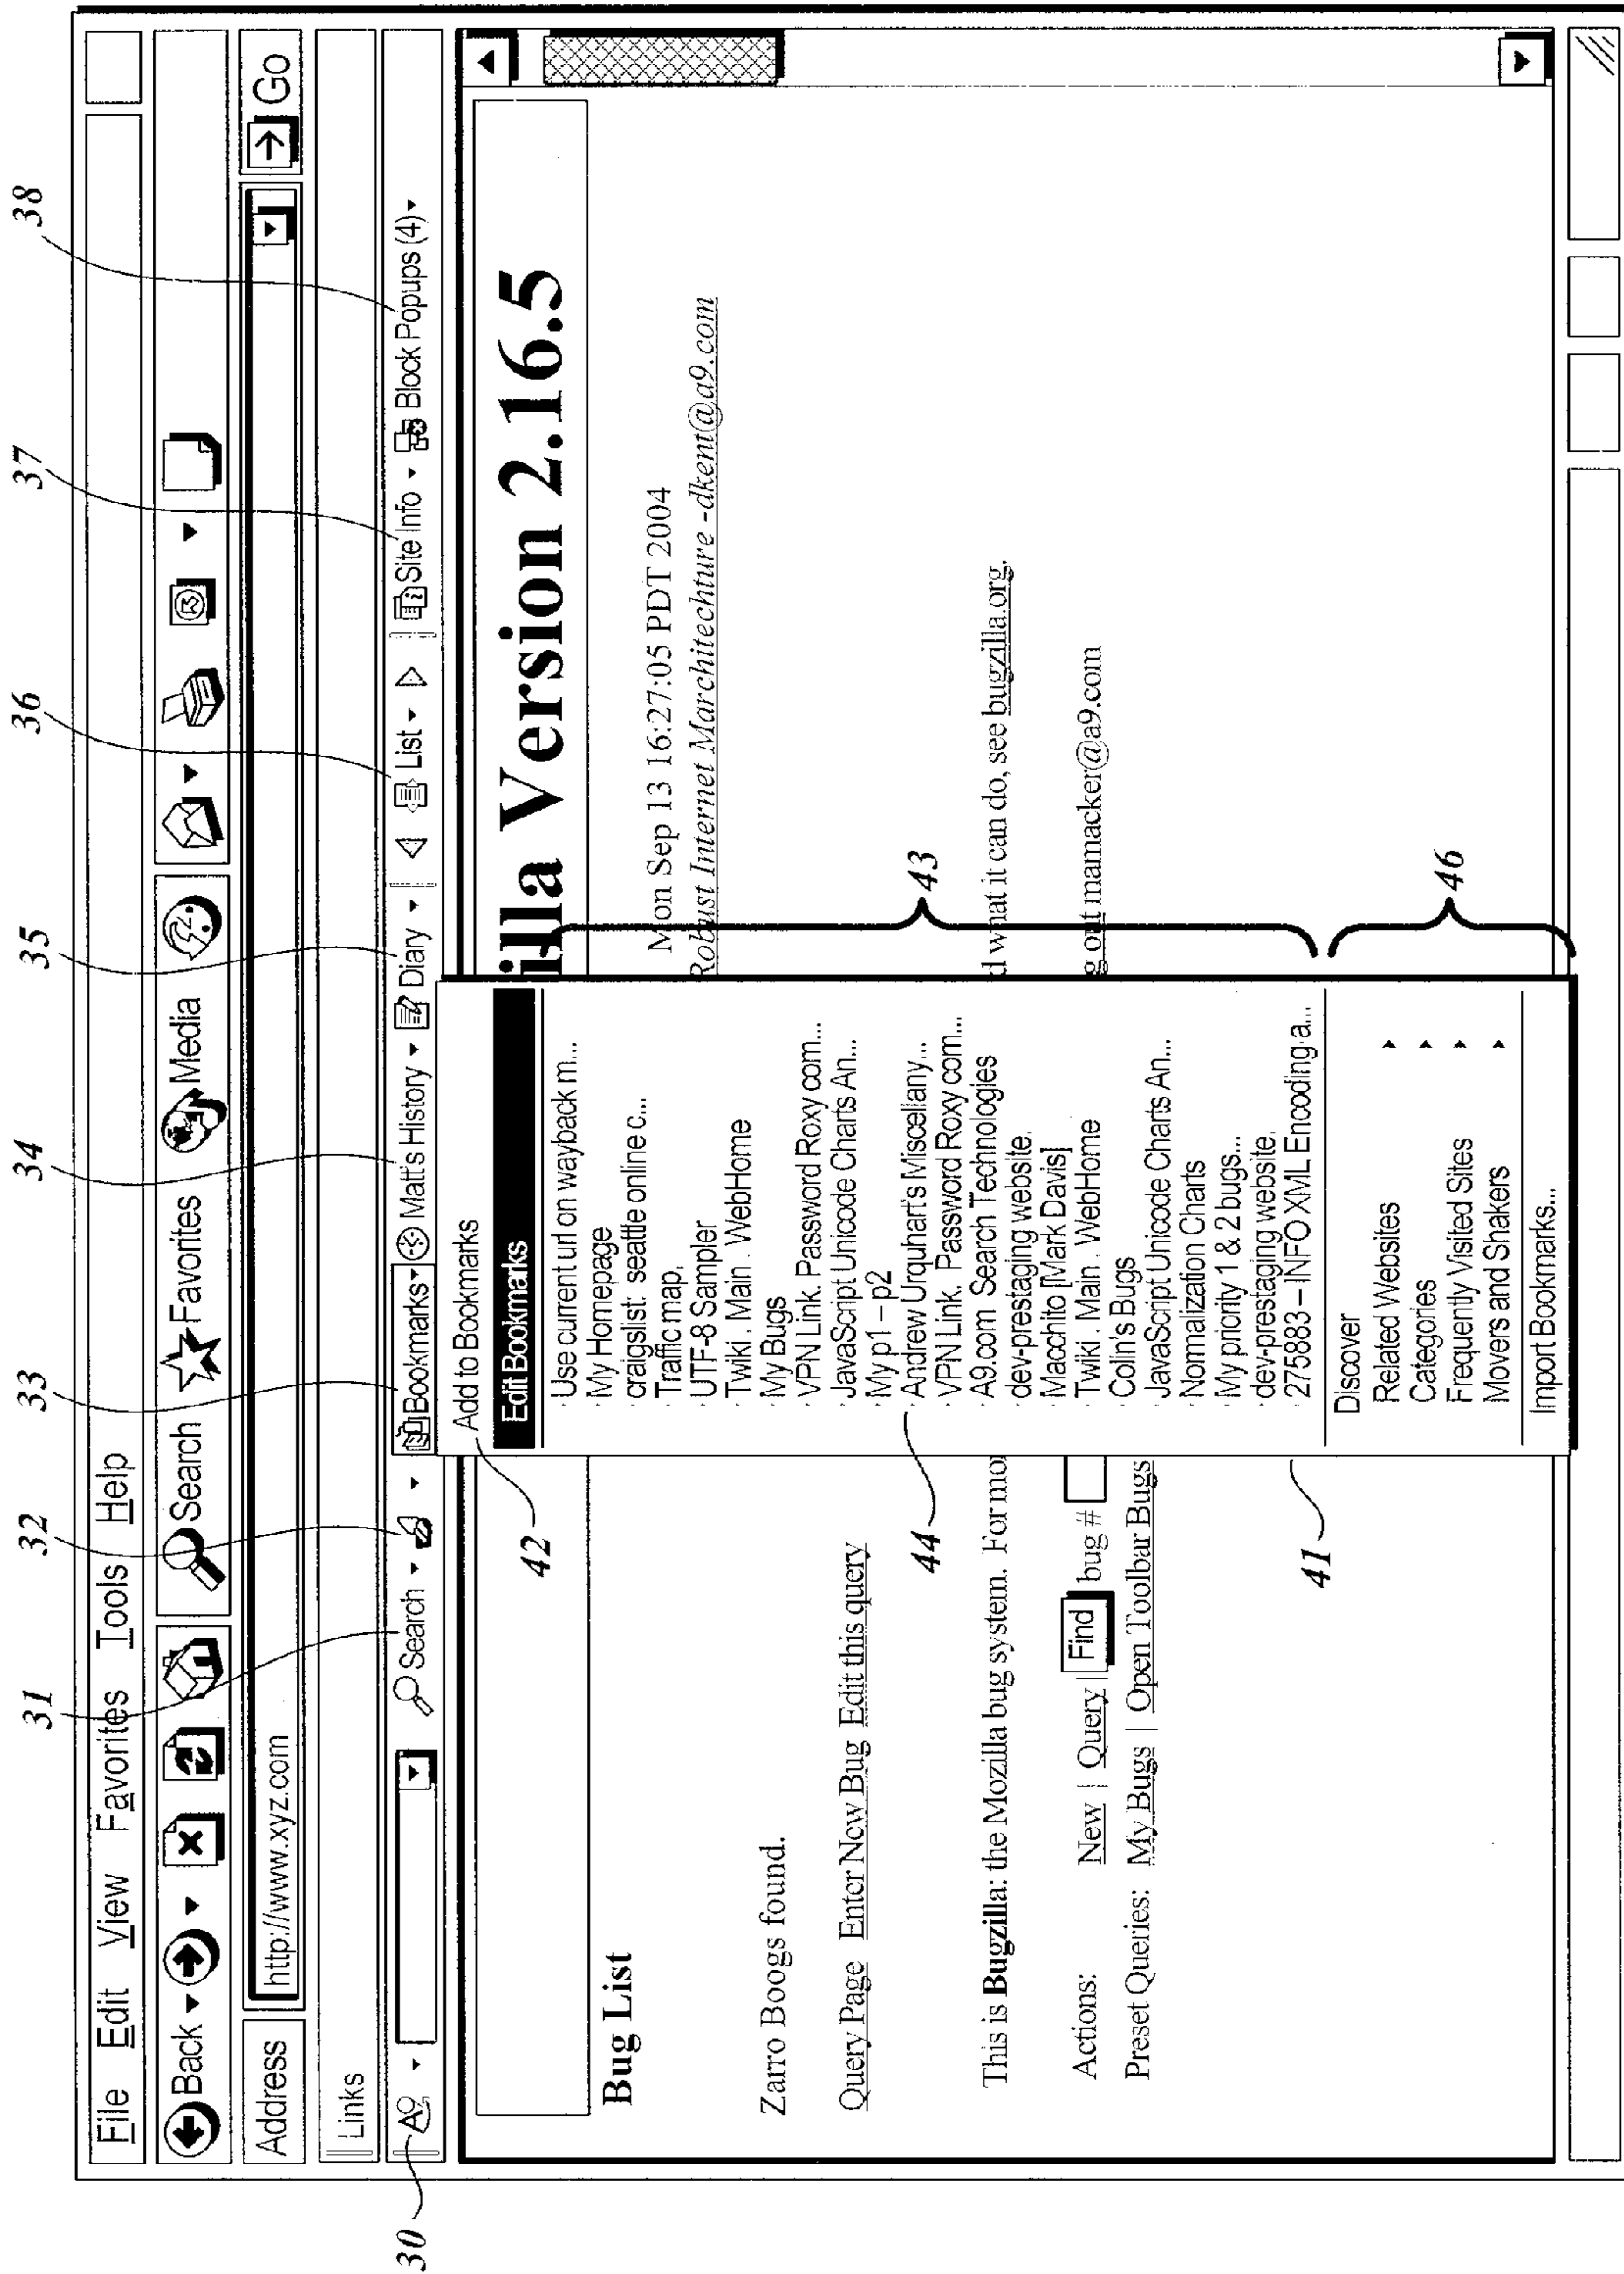 31 32 33 34 35 36 37 38
File Edit View Favorites Tools Help
Back Search Favorites Media
Address http://www.xyz.com Go
Links
30
Search Bookmarks Matt's History Diary List Site Info Block Popups (4)
illa Version 2.16.5
42
Add to Bookmarks
Edit Bookmarks
Use current url on wayback m...
My Homepage
craigslist: seattle online c...
Traffic map.
UTF-8 Sampler
Twiki . Main . WebHome
My Bugs
VPN Link. Password Roxy com...
JavaScript Unicode Charts An...
My p1 – p2
Andrew Urquhart's Miscellany...
VPN Link. Password Roxy com...
A9.com Search Technologies
dev-prestaging website.
Macchito [Mark Davis]
Twiki . Main . WebHome
Colin's Bugs
JavaScript Unicode Charts An...
Normalization Charts
My priority 1 & 2 bugs...
dev-prestaging website.
275883 – INFO XML Encoding a...
Discover
Related Websites
Categories
Frequently Visited Sites
Movers and Shakers
Import Bookmarks...
43
44
41
46
Bug List
Mon Sep 13 16:27:05 PDT 2004
Robust Internet Marchitechture -dkent@a9.com
Zarro Boogs found.
Query Page Enter New Bug Edit this query
This is Bugzilla: the Mozilla bug system. For mor
d what it can do, see bugzilla.org.
Actions: New | Query | Find bug #
g out mamacker@a9.com
Preset Queries: My Bugs | Open Toolbar Bugs